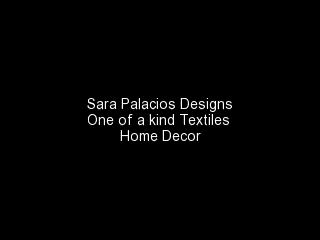 Sara Palacios Designs
One of a kind Textiles
Home Decor